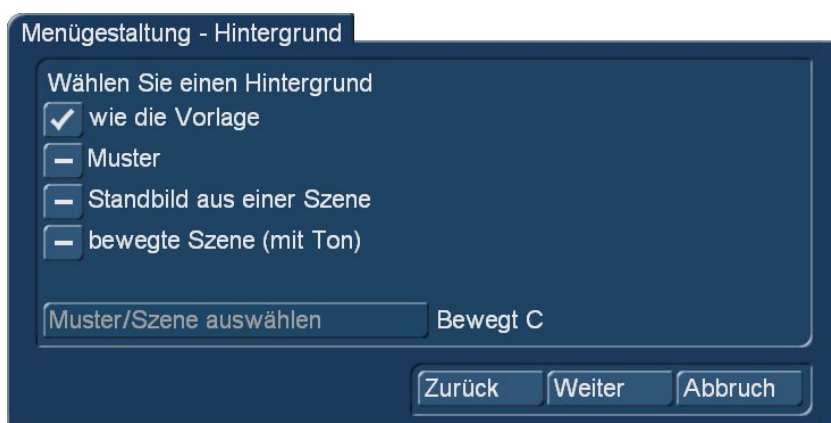 Menügestaltung - Hintergrund
Wählen Sie einen Hintergrund
wie die Vorlage
Muster
Standbild aus einer Szene
bewegte Szene (mit Ton)
Muster/Szene auswählen Bewegt C
Zurück Weiter Abbruch